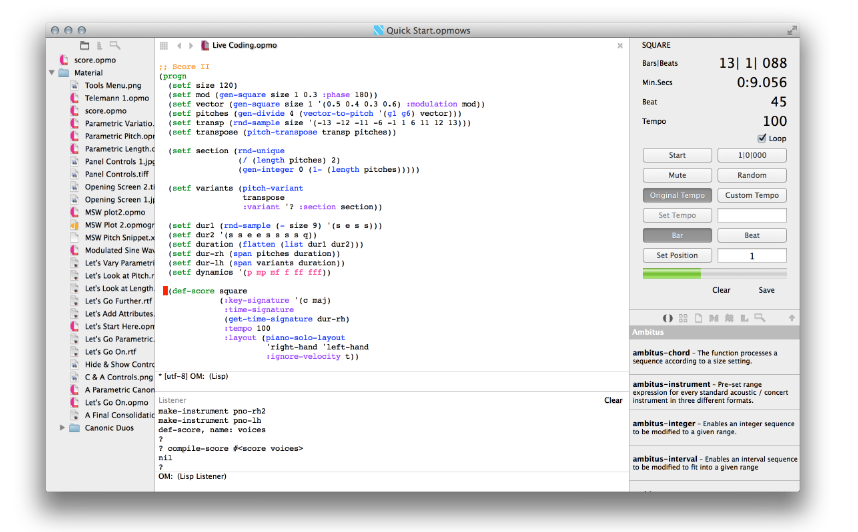 Quick Start.opmows
score.opmo
Material
Tools Menu.png
Telemann 1.opmo
score.opmo
Parametric Variatio.
Parametric Pitch.opr
Parametric Length.c
Panel Controls 1.jpg
Panel Controls.tiff
Opening Screen 2.ti
Opening Screen 1.jp
MSW plot2.opmo
MSW Plot 2.opmogr
MSW Pitch Snippet.x
Modulated Sine Wav
Let's Vary Parametri
Let's Look at Pitch.r
Let's Look at Length.
Let's Go Further.rtf
Let's Add Attributes.
Let's Start Here.opm
Let's Go Parametric.
Let's Go On.rtf
Hide & Show Contro
C & A Controls.png
A Parametric Canon
Let's Go On.opmo
A Final Consolidatic
Canonic Duos
Live Coding.opmo
;; Score II
(progn
(setf size 120)
(setf mod (gen-square size 1 0.3 :phase 180))
(setf vector (gen-square size 1 '(0.5 0.4 0.3 0.6) :modulation mod))
(setf pitches (gen-divide 4 (vector-to-pitch '(g1 g6) vector)))
(setf transp (rnd-sample size '(-13 -12 -11 -6 -1 1 6 11 12 13)))
(setf transpose (pitch-transpose transp pitches))
(setf section (rnd-unique
(/ (length pitches) 2)
(gen-integer 0 (1- (length pitches)))))
(setf variants (pitch-variant
transpose
:variant '? :section section))
(setf dur1 (rnd-sample (- size 9) '(s e s s)))
(setf dur2 '(s s e e s s s s q))
(setf duration (flatten (list dur1 dur2)))
(setf dur-rh (span pitches duration))
(setf dur-lh (span variants duration))
(setf dynamics '(p mp mf f ff fff))
(def-score square
(:key-signature '(c maj)
:time-signature
(get-time-signature dur-rh)
:tempo 100
:layout (piano-solo-layout
'right-hand 'left-hand
:ignore-velocity t))
* [utf-8] OM: (Lisp)
Listener
Clear
make-instrument pno-rh2
make-instrument pno-lh
def-score, name: voices
?
? compile-score #<score voices>
nil
?
OM: (Lisp Listener)
SQUARE
Bars|Beats 13| 1| 088
Min.Secs 0:9.056
Beat 45
Tempo 100
Loop
Start 1|0|000
Mute Random
Original Tempo Custom Tempo
Set Tempo
Bar Beat
Set Position 1
Clear Save
Ambitus
ambitus-chord - The function processes a
sequence according to a size setting.
ambitus-instrument - Pre-set range
expression for every standard acoustic / concert
instrument in three different formats.
ambitus-integer - Enables an integer sequence
to be modified to a given range.
ambitus-interval - Enables an interval sequence
to be modified to fit into a given range